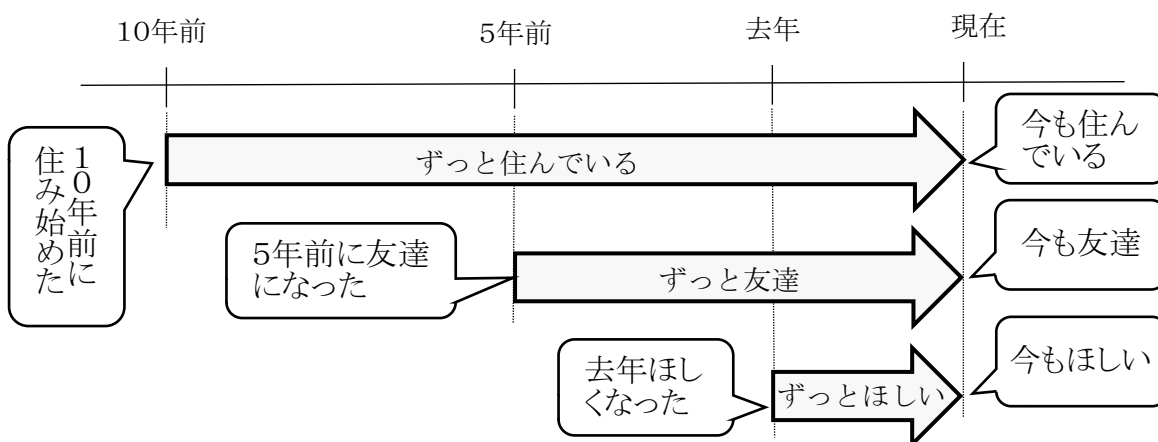 10年前
5年前
去年
現在
10年前に
住み始めた
ずっと住んでいる
今も住ん
でいる
5年前に友達
になった
ずっと友達
今も友達
去年ほし
くなった
ずっとほしい
今もほしい